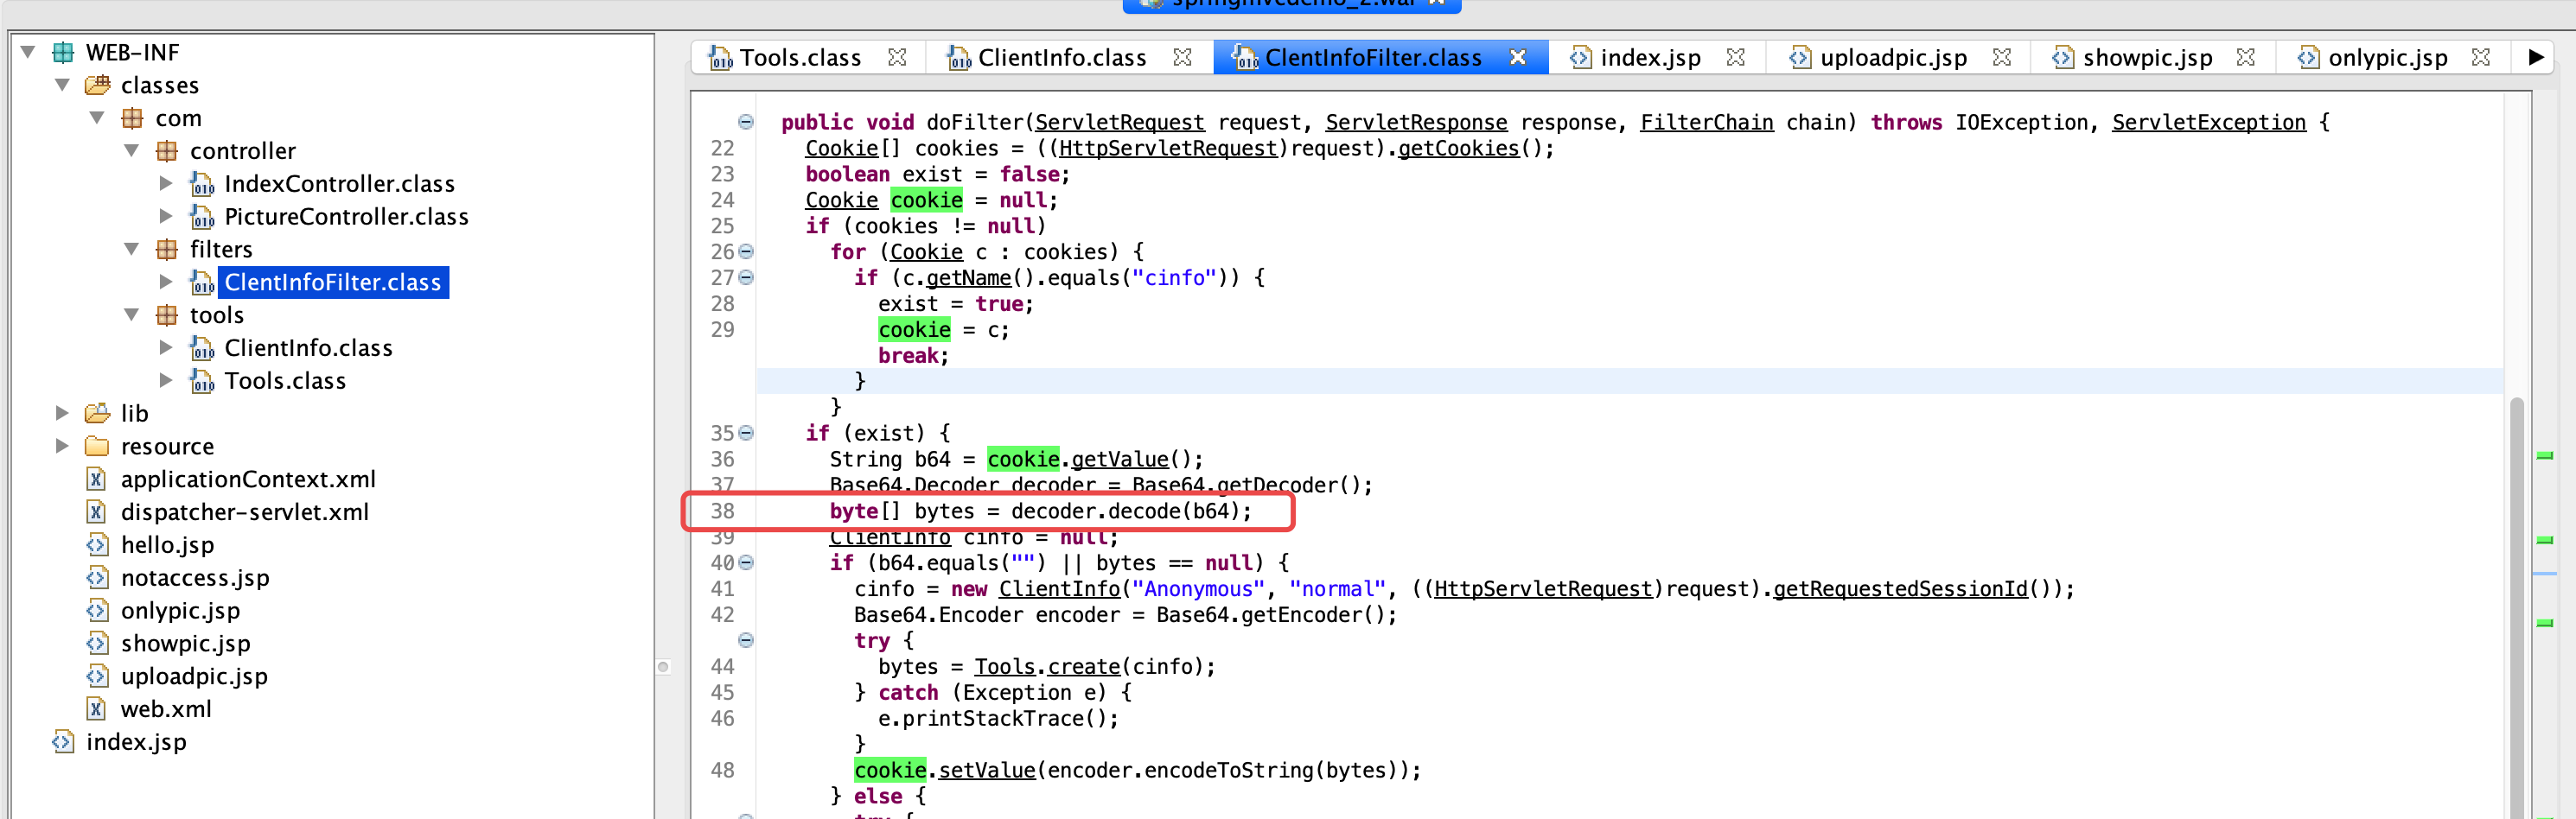 springmvcdemo_2.war
WEB-INF
classes
com
controller
IndexController.class
PictureController.class
filters
ClentInfoFilter.class
tools
ClientInfo.class
Tools.class
lib
resource
applicationContext.xml
dispatcher-servlet.xml
hello.jsp
notaccess.jsp
onlypic.jsp
showpic.jsp
uploadpic.jsp
web.xml
index.jsp
Tools.class ClientInfo.class ClentInfoFilter.class index.jsp uploadpic.jsp showpic.jsp onlypic.jsp
public void doFilter(ServletRequest request, ServletResponse response, FilterChain chain) throws IOException, ServletException {
22 Cookie[] cookies = ((HttpServletRequest)request).getCookies();
23 boolean exist = false;
24 Cookie cookie = null;
25 if (cookies != null)
26 for (Cookie c : cookies) {
27 if (c.getName().equals("cinfo")) {
28 exist = true;
29 cookie = c;
break;
}
}
35 if (exist) {
36 String b64 = cookie.getValue();
37 Base64.Decoder decoder = Base64.getDecoder();
38 byte[] bytes = decoder.decode(b64);
39 ClientInfo cinfo = null;
40 if (b64.equals("") || bytes == null) {
41 cinfo = new ClientInfo("Anonymous", "normal", ((HttpServletRequest)request).getRequestedSessionId());
42 Base64.Encoder encoder = Base64.getEncoder();
try {
44 bytes = Tools.create(cinfo);
45 } catch (Exception e) {
46 e.printStackTrace();
}
48 cookie.setValue(encoder.encodeToString(bytes));
} else {
try {